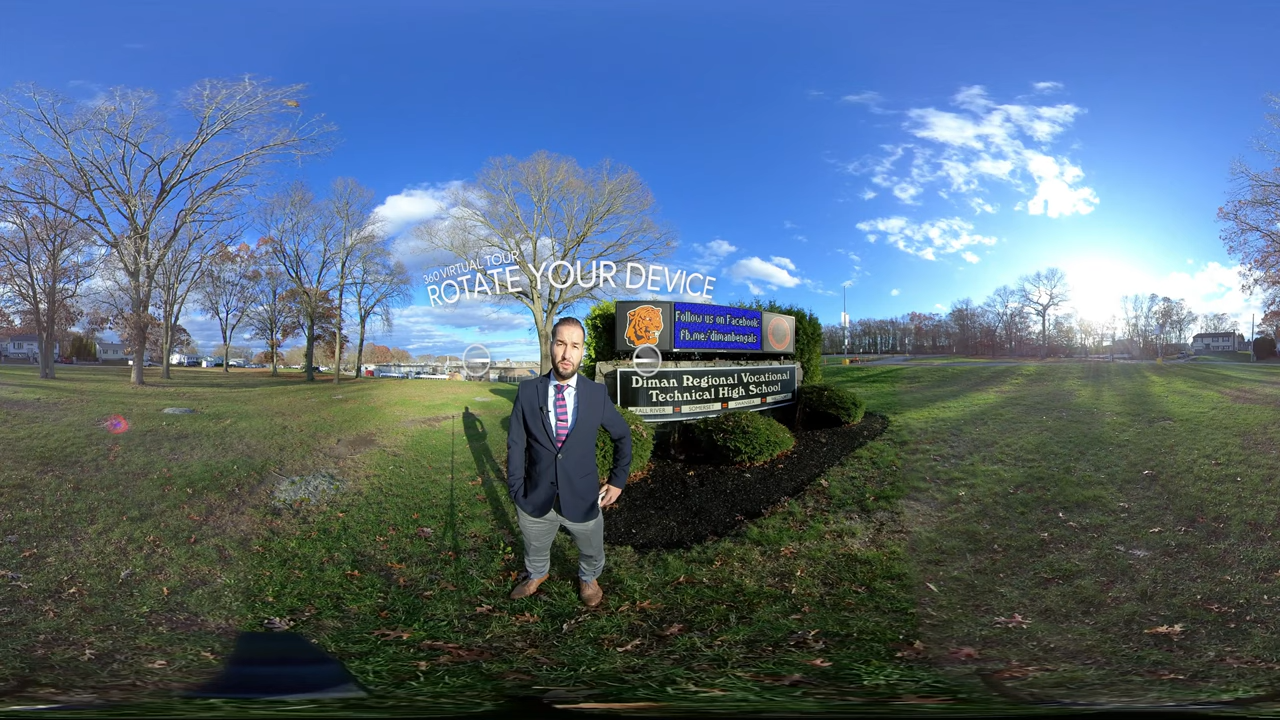 360 VIRTUAL TOUR
ROTATE YOUR DEVICE
Follow us on Facebook:
fb.me/dimanbengals
Diman Regional Vocational
Technical High School
FALL RIVER SOMERSET SWANSEA